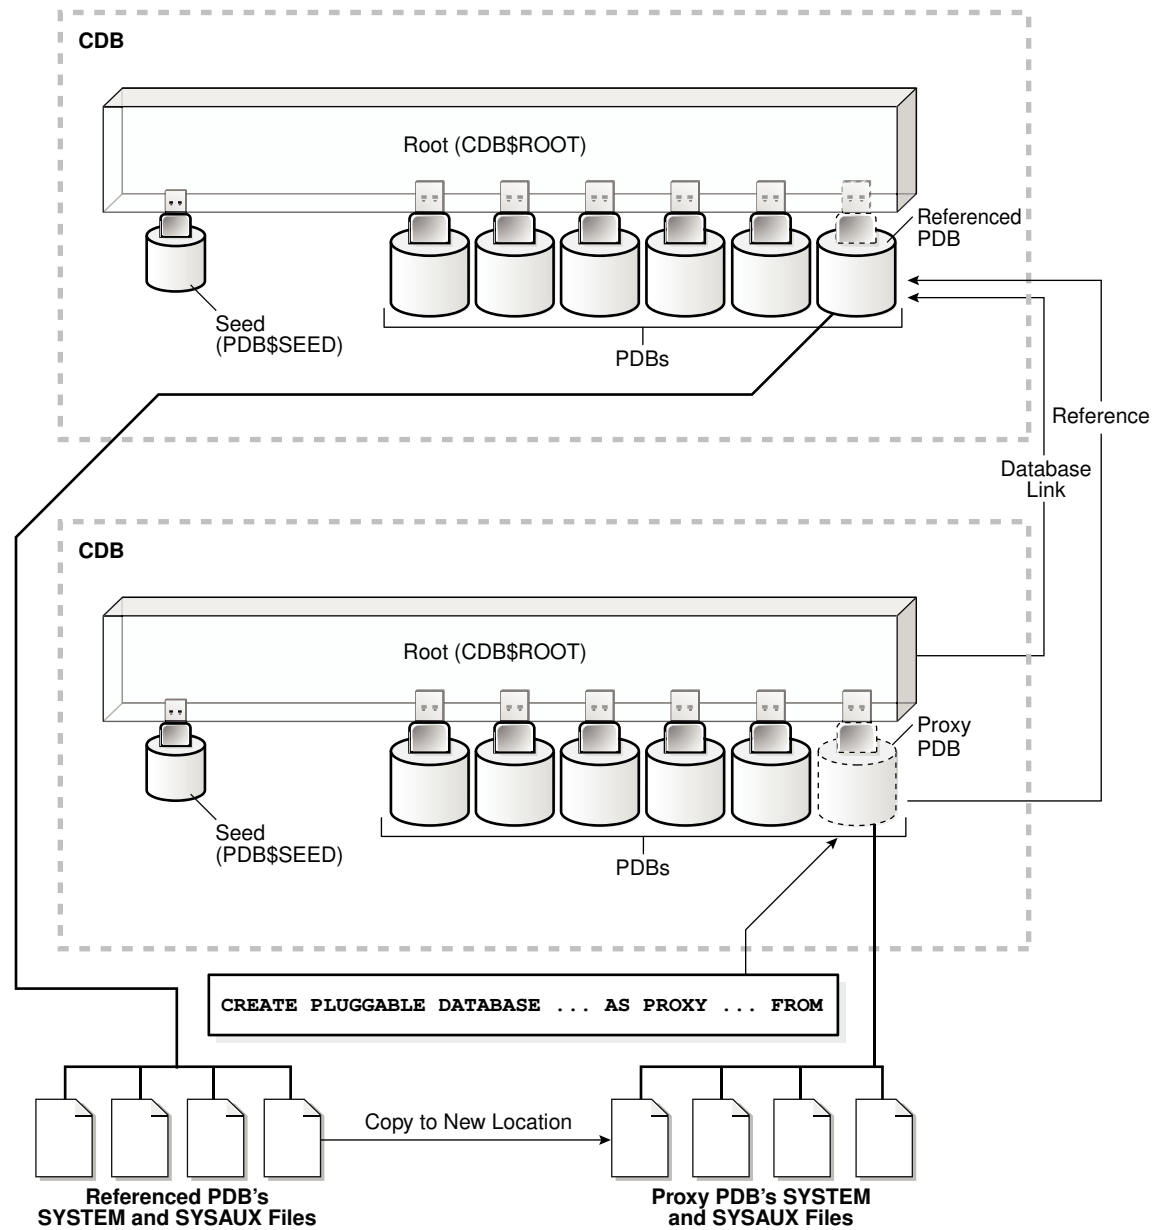 CDB
Root (CDB$ROOT)
Referenced
PDB
Seed
(PDB$SEED)
PDBs
Reference
Database
Link
CDB
Root (CDB$ROOT)
Proxy
PDB
Seed
(PDB$SEED)
PDBs
CREATE PLUGGABLE DATABASE ... AS PROXY ... FROM
Copy to New Location
Referenced PDB's
SYSTEM and SYSAUX Files
Proxy PDB's SYSTEM
and SYSAUX Files